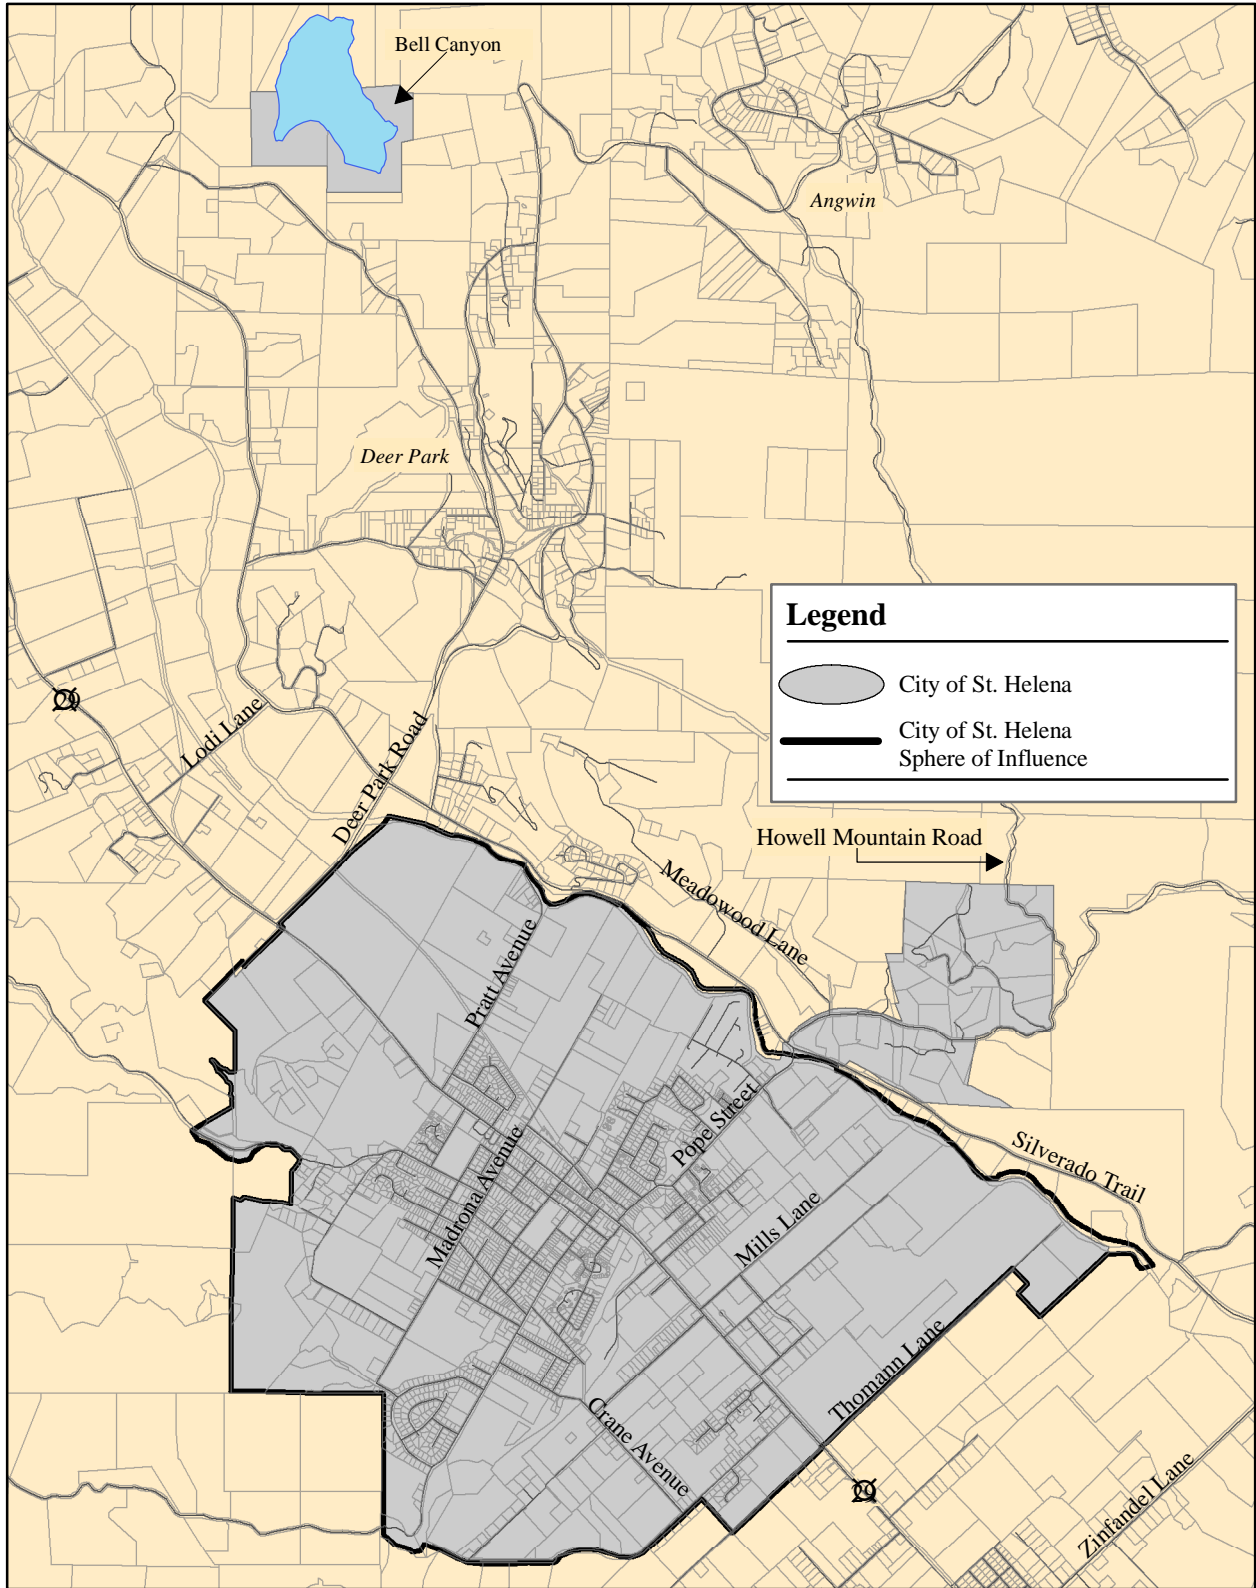 Bell Canyon
Angwin
Deer Park
Legend
City of St. Helena
City of St. Helena
Sphere of Influence
29
Lodi Lane
Deer Park Road
Howell Mountain Road
Meadowood Lane
Pratt Avenue
Pope Street
Madrona Avenue
Silverado Trail
Mills Lane
Thomann Lane
Crane Avenue
29
Zinfandel Lane